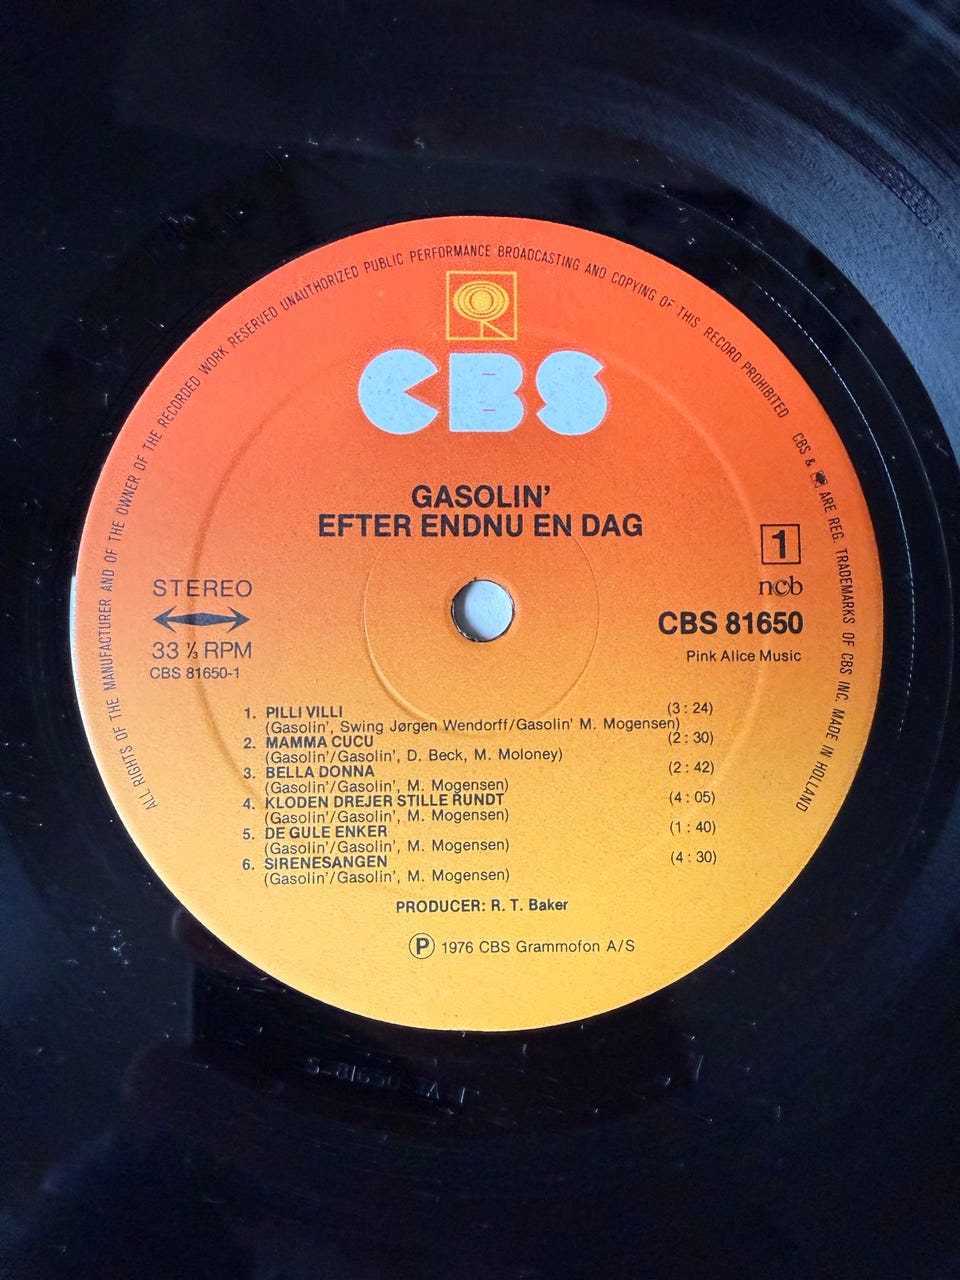 ALL RIGHTS OF THE MANUFACTURER AND OF THE OWNER OF THE RECORDED WORK RESERVED UNAUTHORIZED PUBLIC PERFORMANCE BROADCASTING AND COPYING OF THIS RECORD PROHIBITED
CBS & ARE REG. TRADEMARKS OF CBS INC. MADE IN HOLLAND
CBS
GASOLIN'
EFTER ENDNU EN DAG
STEREO
33 ⅓ RPM
CBS 81650-1
1
ncb
CBS 81650
Pink Alice Music
1. PILLI VILLI (3 : 24)
(Gasolin', Swing Jørgen Wendorff/Gasolin' M. Mogensen)
2. MAMMA CUCU (2 : 30)
(Gasolin'/Gasolin', D. Beck, M. Moloney)
3. BELLA DONNA (2 : 42)
(Gasolin'/Gasolin', M. Mogensen)
4. KLODEN DREJER STILLE RUNDT (4 : 05)
(Gasolin'/Gasolin', M. Mogensen)
5. DE GULE ENKER (1 : 40)
(Gasolin'/Gasolin', M. Mogensen)
6. SIRENESANGEN (4 : 30)
(Gasolin'/Gasolin', M. Mogensen)
PRODUCER: R. T. Baker
Ⓟ 1976 CBS Grammofon A/S